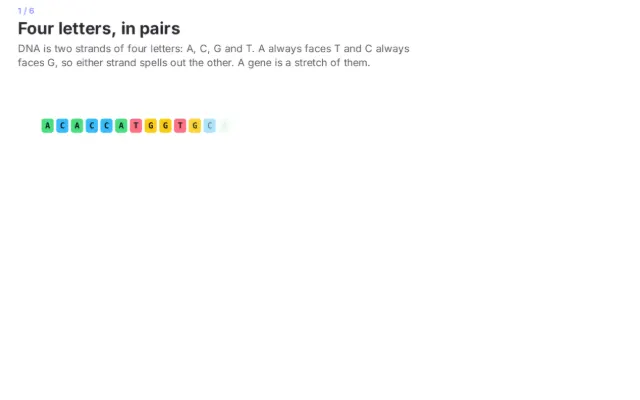 1 / 6
Four letters, in pairs
DNA is two strands of four letters: A, C, G and T. A always faces T and C always
faces G, so either strand spells out the other. A gene is a stretch of them.
A C A C C A T G G T G C